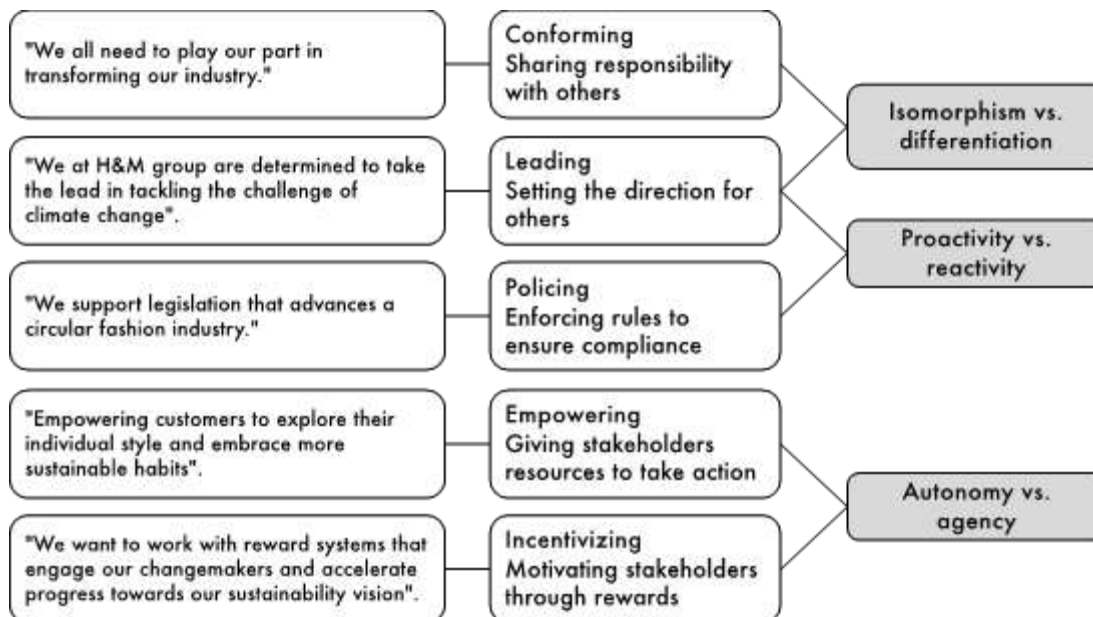 "We all need to play our part in
transforming our industry."
Conforming
Sharing responsibility
with others
Isomorphism vs.
differentiation
"We at H&M group are determined to take
the lead in tackling the challenge of
climate change".
Leading
Setting the direction for
others
Proactivity vs.
reactivity
"We support legislation that advances a
circular fashion industry."
Policing
Enforcing rules to
ensure compliance
"Empowering customers to explore their
individual style and embrace more
sustainable habits".
Empowering
Giving stakeholders
resources to take action
Autonomy vs.
agency
"We want to work with reward systems that
engage our changemakers and accelerate
progress towards our sustainability vision".
Incentivizing
Motivating stakeholders
through rewards